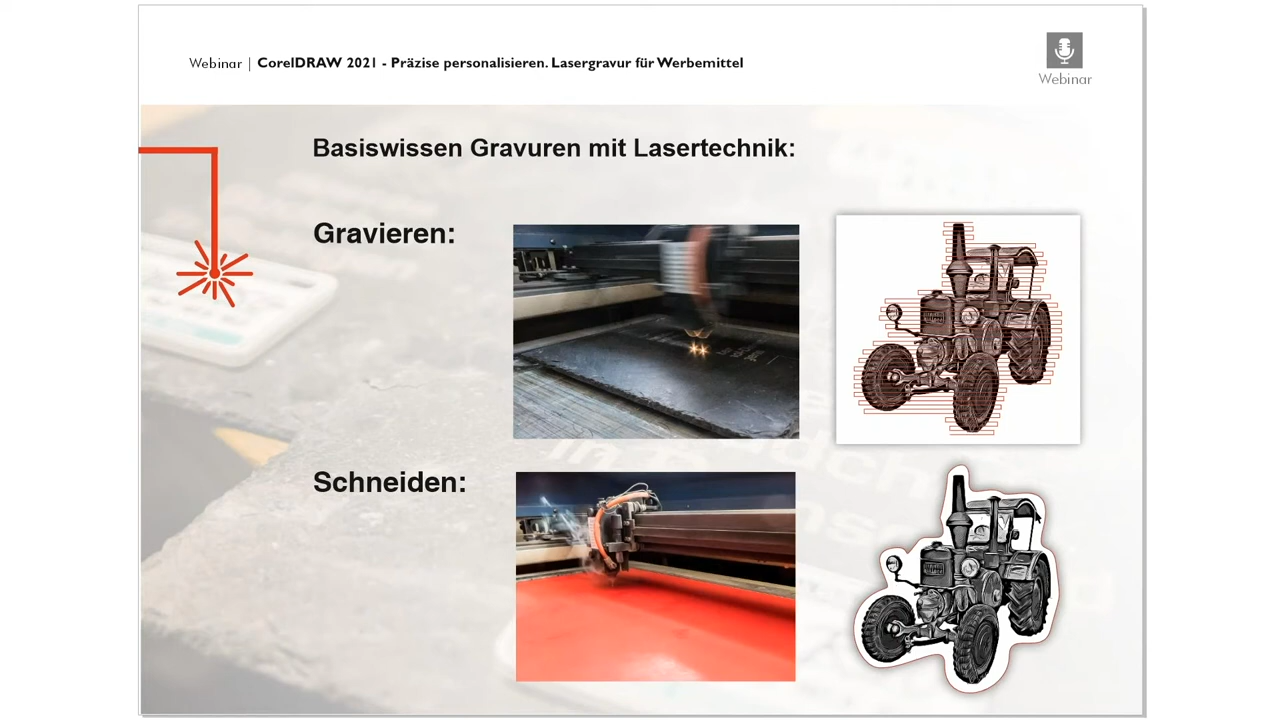 Webinar | CorelDRAW 2021 - Präzise personalisieren. Lasergravur für Werbemittel
Webinar
Basiswissen Gravuren mit Lasertechnik:
Gravieren:
Schneiden: